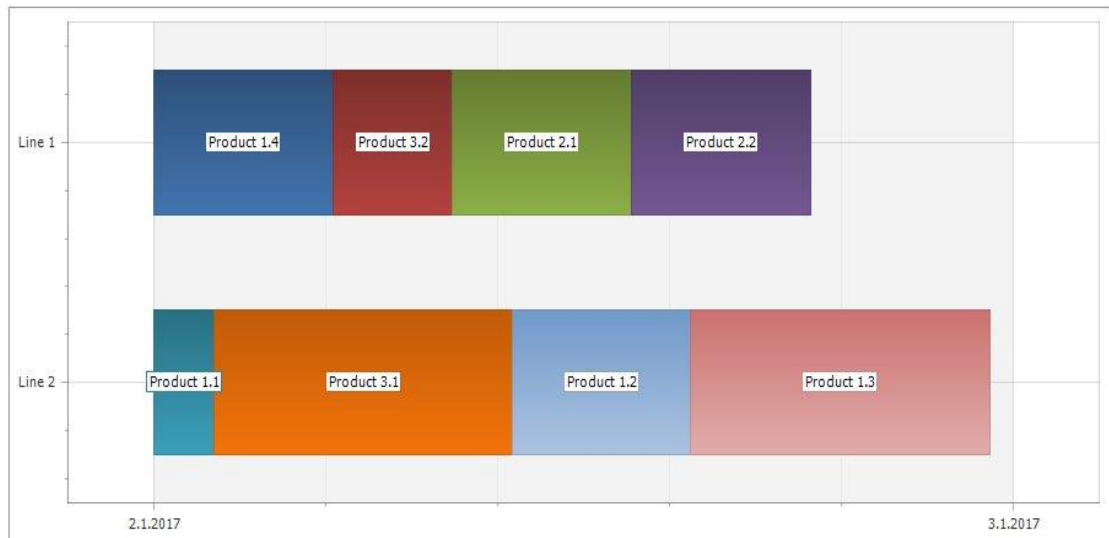 Line 1
Product 1.4
Product 3.2
Product 2.1
Product 2.2
Line 2
Product 1.1
Product 3.1
Product 1.2
Product 1.3
2.1.2017
3.1.2017